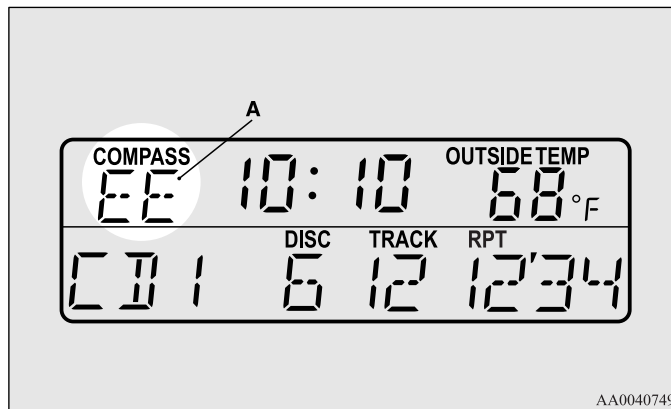 A
COMPASS OUTSIDE TEMP
EE 10:10 68°F
DISC TRACK RPT
CD1 6 12 12'34
AA0040749